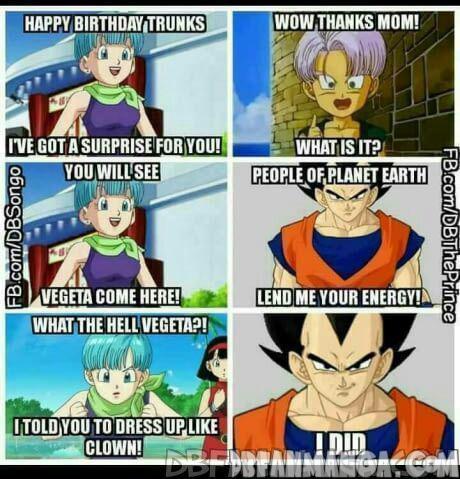 HAPPY BIRTHDAY TRUNKS
I'VE GOT A SURPRISE FOR YOU!
WOW THANKS MOM!
WHAT IS IT?
YOU WILL SEE
VEGETA COME HERE!
PEOPLE OF PLANET EARTH
LEND ME YOUR ENERGY!
WHAT THE HELL VEGETA?!
I TOLD YOU TO DRESS UP LIKE
CLOWN!
I DID
FB.com/DBSongo
FB.com/DBThePrince